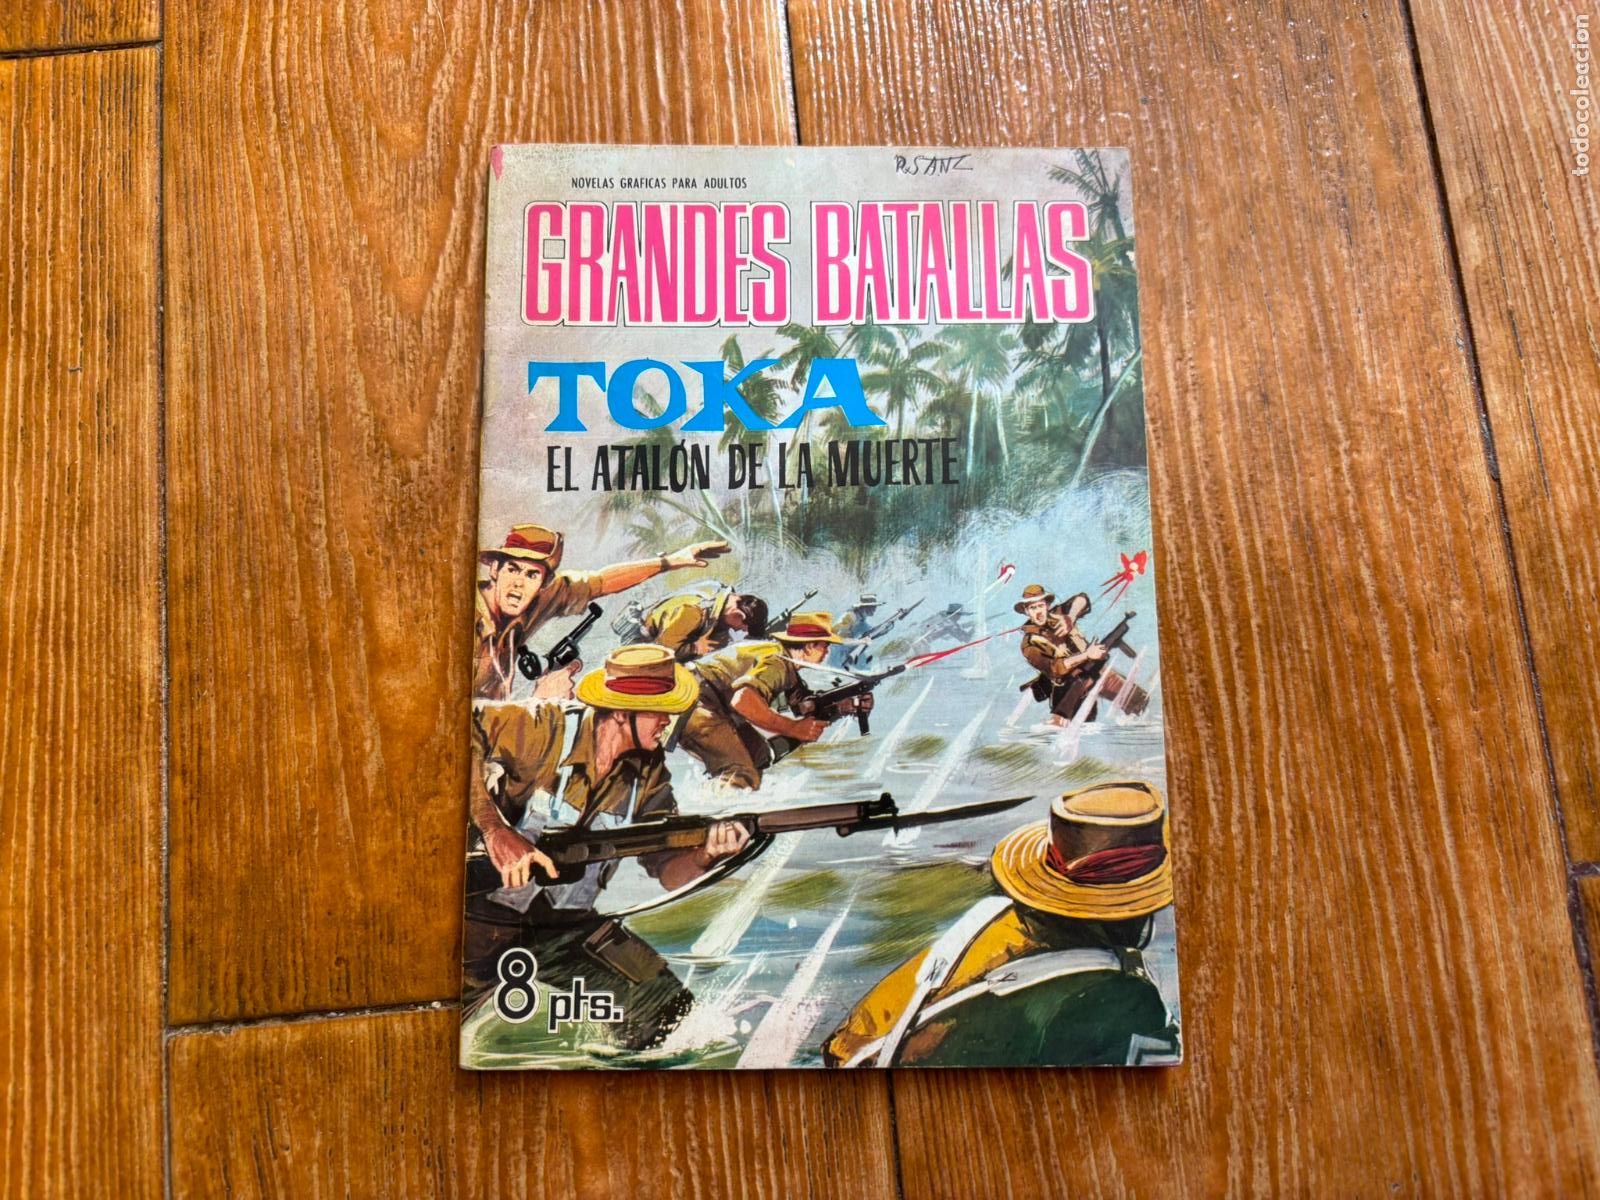 NOVELAS GRAFICAS PARA ADULTOS
R.SANZ
GRANDES BATALLAS
TOKA
EL ATALÓN DE LA MUERTE
8 pts.
todocoleccion